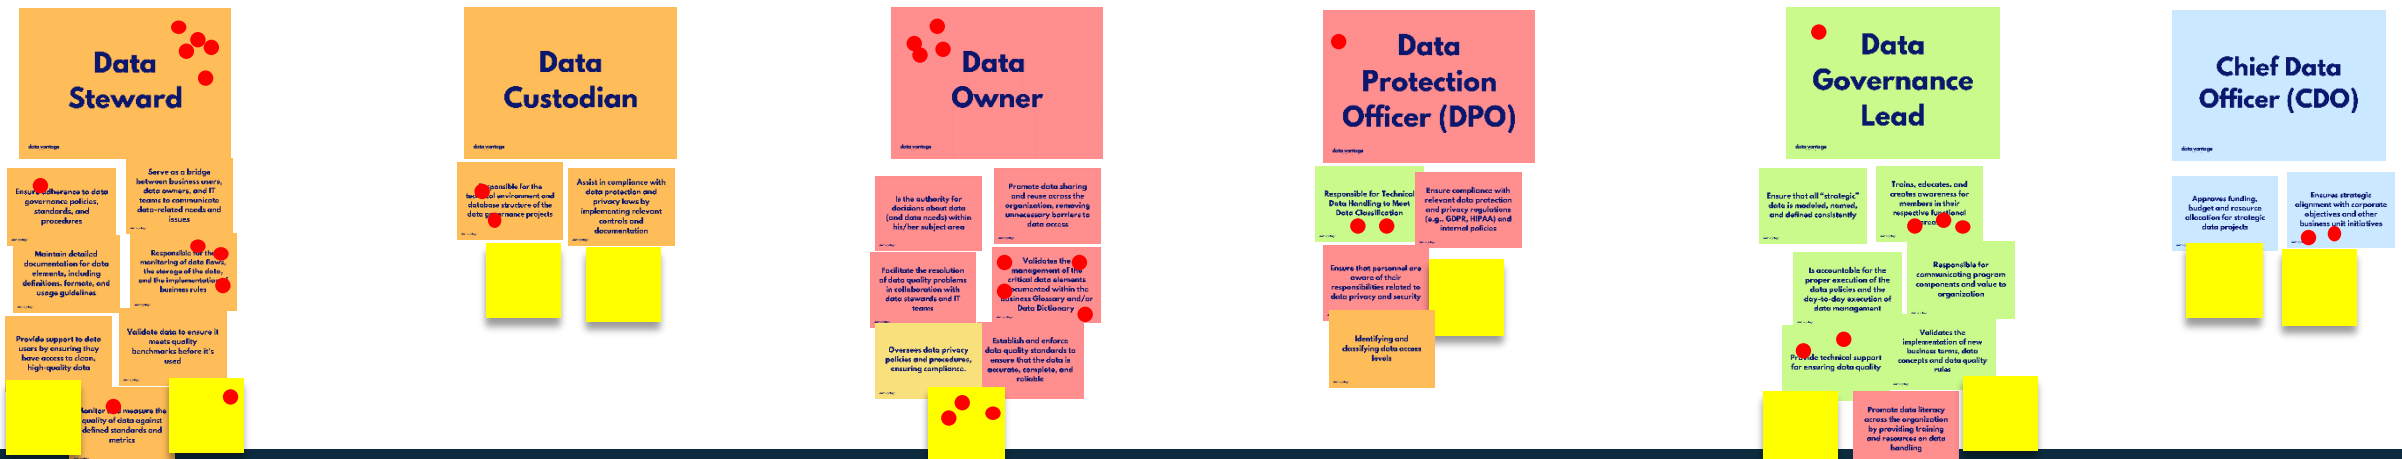 Data
Steward
data vantage
Ensure adherence to data
governance policies,
standards, and
procedures
Serve as a bridge
between business users,
data owners, and IT
teams to communicate
data-related needs and
issues
Maintain detailed
documentation for data
elements, including
definitions, formats, and
usage guidelines
Responsible for the
monitoring of data flows,
the storage of the data,
and the implementation of
business rules
Provide support to data
users by ensuring they
have access to clean,
high-quality data
Validate data to ensure it
meets quality
benchmarks before it's
used
measure the
quality of data against
defined standards and
metrics
Data
Custodian
data vantage
Responsible for the
technical environment and
database structure of the
data governance projects
Assist in compliance with
data protection and
privacy laws by
implementing relevant
controls and
documentation
Data
Owner
data vantage
Is the authority for
decisions about data
(and data needs) within
his/her subject area
Promote data sharing
and reuse across the
organization, removing
unnecessary barriers to
data access
Facilitate the resolution
of data quality problems
in collaboration with
data stewards and IT
teams
Validates the
management of the
critical data elements
documented within the
Business Glossary and/or
Data Dictionary
Oversees data privacy
policies and procedures,
ensuring compliance.
Establish and enforce
data quality standards to
ensure that the data is
accurate, complete, and
reliable
Data
Protection
Officer (DPO)
data vantage
Responsible for Technical
Data Handling to Meet
Data Classification
Ensure compliance with
relevant data protection
and privacy regulations
(e.g., GDPR, HIPAA) and
internal policies
Ensure that personnel are
aware of their
responsibilities related to
data privacy and security
Identifying and
classifying data access
levels
Data
Governance
Lead
data vantage
Ensure that all "strategic"
data is modeled, named,
and defined consistently
Trains, educates, and
creates awareness for
members in their
respective functional
areas
Is accountable for the
proper execution of the
data policies and the
day-to-day execution of
data management
Responsible for
communicating program
components and value to
organization
Provide technical support
for ensuring data quality
Validates the
implementation of new
business terms, data
concepts and data quality
rules
Promote data literacy
across the organization
by providing training
and resources on data
handling
Chief Data
Officer (CDO)
data vantage
Approves funding,
budget and resource
allocation for strategic
data projects
Ensures strategic
alignment with corporate
objectives and other
business unit initiatives